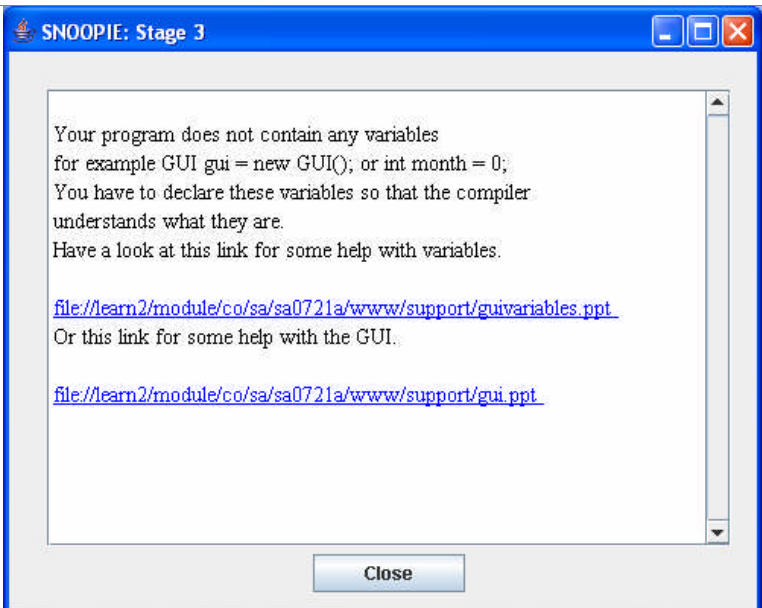 SNOOPIE: Stage 3
Your program does not contain any variables
for example GUI gui = new GUI(); or int month = 0;
You have to declare these variables so that the compiler
understands what they are.
Have a look at this link for some help with variables.
file://learn2/module/co/sa/sa0721a/www/support/guivariables.ppt
Or this link for some help with the GUI.
file://learn2/module/co/sa/sa0721a/www/support/gui.ppt
Close